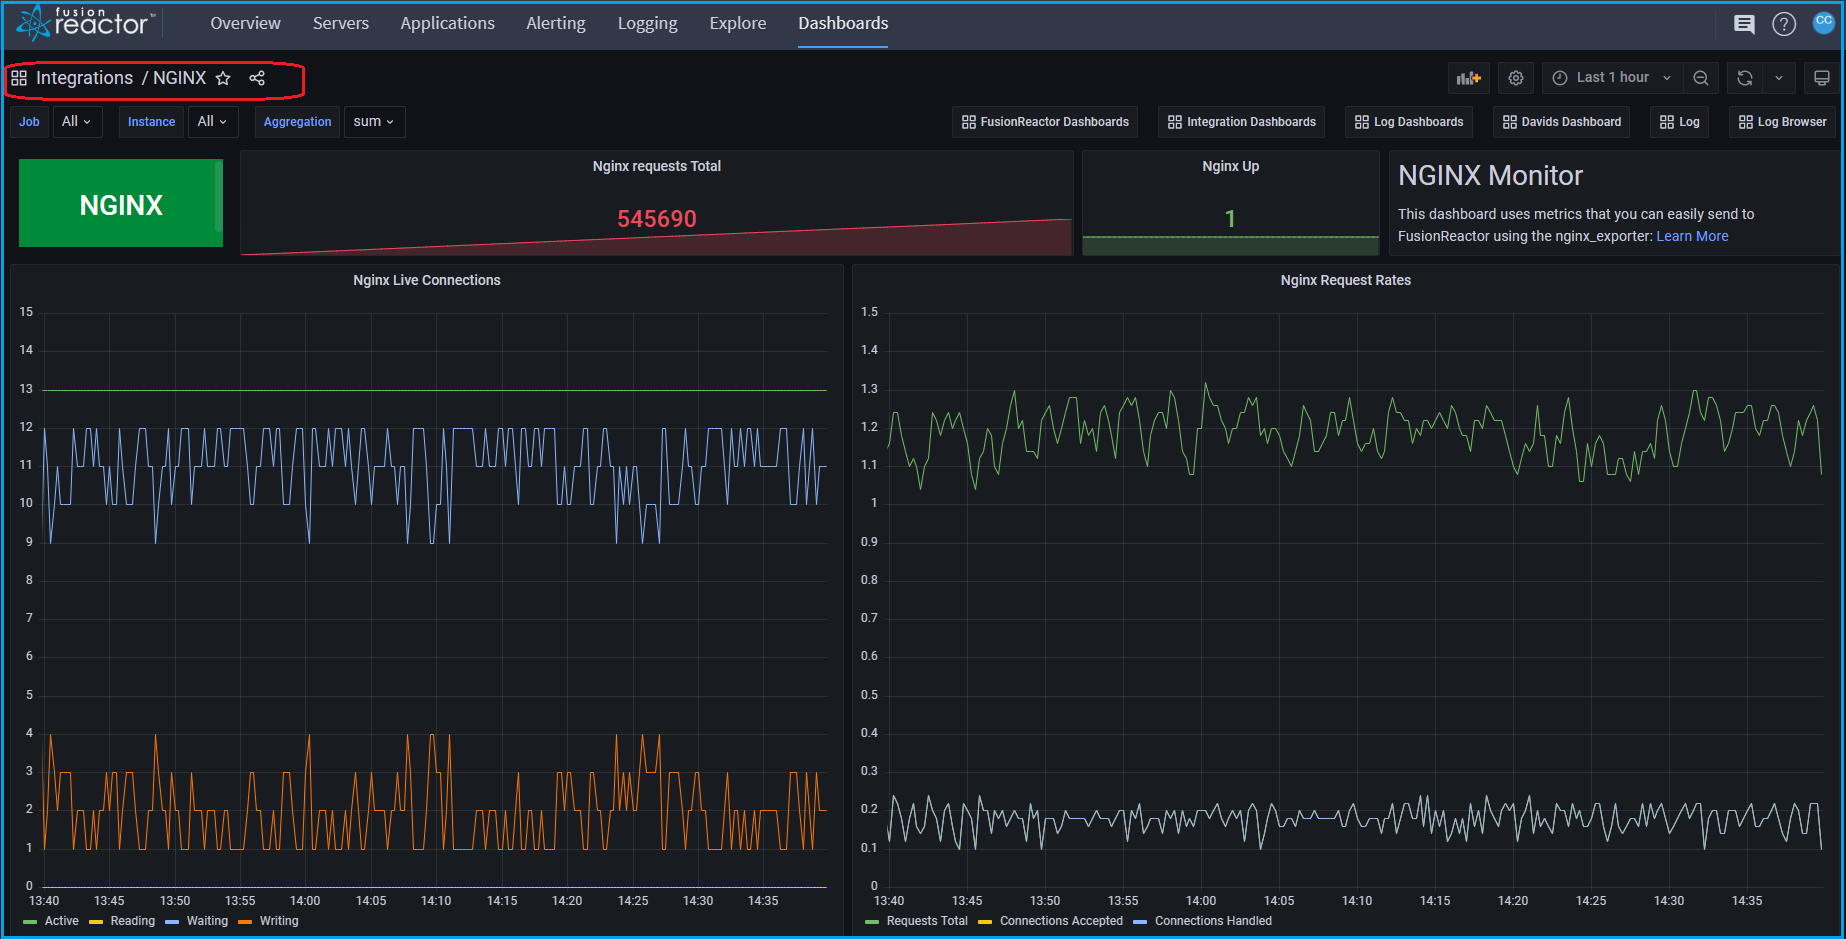 fusion reactor™
Overview Servers Applications Alerting Logging Explore Dashboards
CC
Integrations / NGINX
Last 1 hour
Job All Instance All Aggregation sum
FusionReactor Dashboards Integration Dashboards Log Dashboards Davids Dashboard Log Log Browser
NGINX
Nginx requests Total
545690
Nginx Up
1
NGINX Monitor
This dashboard uses metrics that you can easily send to
FusionReactor using the nginx_exporter: Learn More
Nginx Live Connections
15
14
13
12
11
10
9
8
7
6
5
4
3
2
1
0
13:40 13:45 13:50 13:55 14:00 14:05 14:10 14:15 14:20 14:25 14:30 14:35
Active Reading Waiting Writing
Nginx Request Rates
1.5
1.4
1.3
1.2
1.1
1
0.9
0.8
0.7
0.6
0.5
0.4
0.3
0.2
0.1
0
13:40 13:45 13:50 13:55 14:00 14:05 14:10 14:15 14:20 14:25 14:30 14:35
Requests Total Connections Accepted Connections Handled